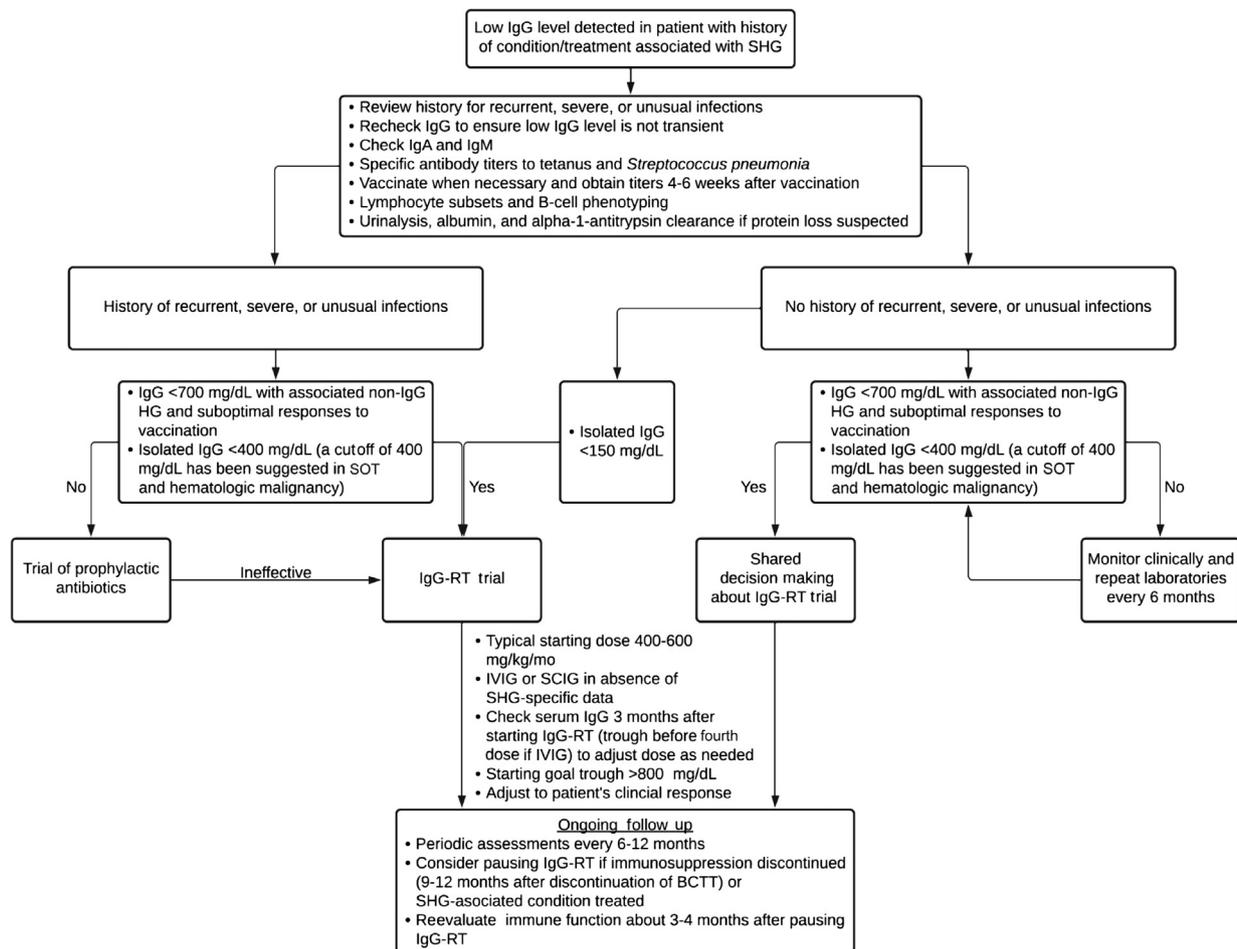 Low IgG level detected in patient with history
of condition/treatment associated with SHG
• Review history for recurrent, severe, or unusual infections
• Recheck IgG to ensure low IgG level is not transient
• Check IgA and IgM
• Specific antibody titers to tetanus and Streptococcus pneumonia
• Vaccinate when necessary and obtain titers 4-6 weeks after vaccination
• Lymphocyte subsets and B-cell phenotyping
• Urinalysis, albumin, and alpha-1-antitrypsin clearance if protein loss suspected
History of recurrent, severe, or unusual infections
No history of recurrent, severe, or unusual infections
• IgG <700 mg/dL with associated non-IgG
HG and suboptimal responses to
vaccination
• Isolated IgG <400 mg/dL (a cutoff of 400
mg/dL has been suggested in SOT
and hematologic malignancy)
• Isolated IgG
<150 mg/dL
• IgG <700 mg/dL with associated non-IgG
HG and suboptimal responses to
vaccination
• Isolated IgG <400 mg/dL (a cutoff of 400
mg/dL has been suggested in SOT
and hematologic malignancy)
No
Yes
Yes
No
Trial of prophylactic
antibiotics
Ineffective
IgG-RT trial
Shared
decision making
about IgG-RT trial
Monitor clinically and
repeat laboratories
every 6 months
• Typical starting dose 400-600
mg/kg/mo
• IVIG or SCIG in absence of
SHG-specific data
• Check serum IgG 3 months after
starting IgG-RT (trough before fourth
dose if IVIG) to adjust dose as needed
• Starting goal trough >800 mg/dL
• Adjust to patient's clincial response
Ongoing follow up
• Periodic assessments every 6-12 months
• Consider pausing IgG-RT if immunosuppression discontinued
(9-12 months after discontinuation of BCTT) or
SHG-asociated condition treated
• Reevaluate immune function about 3-4 months after pausing
IgG-RT